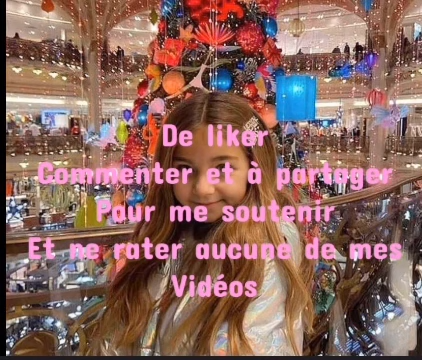 De liker
Commenter et à partager
Pour me soutenir
Et ne rater aucune de mes
Vidéos